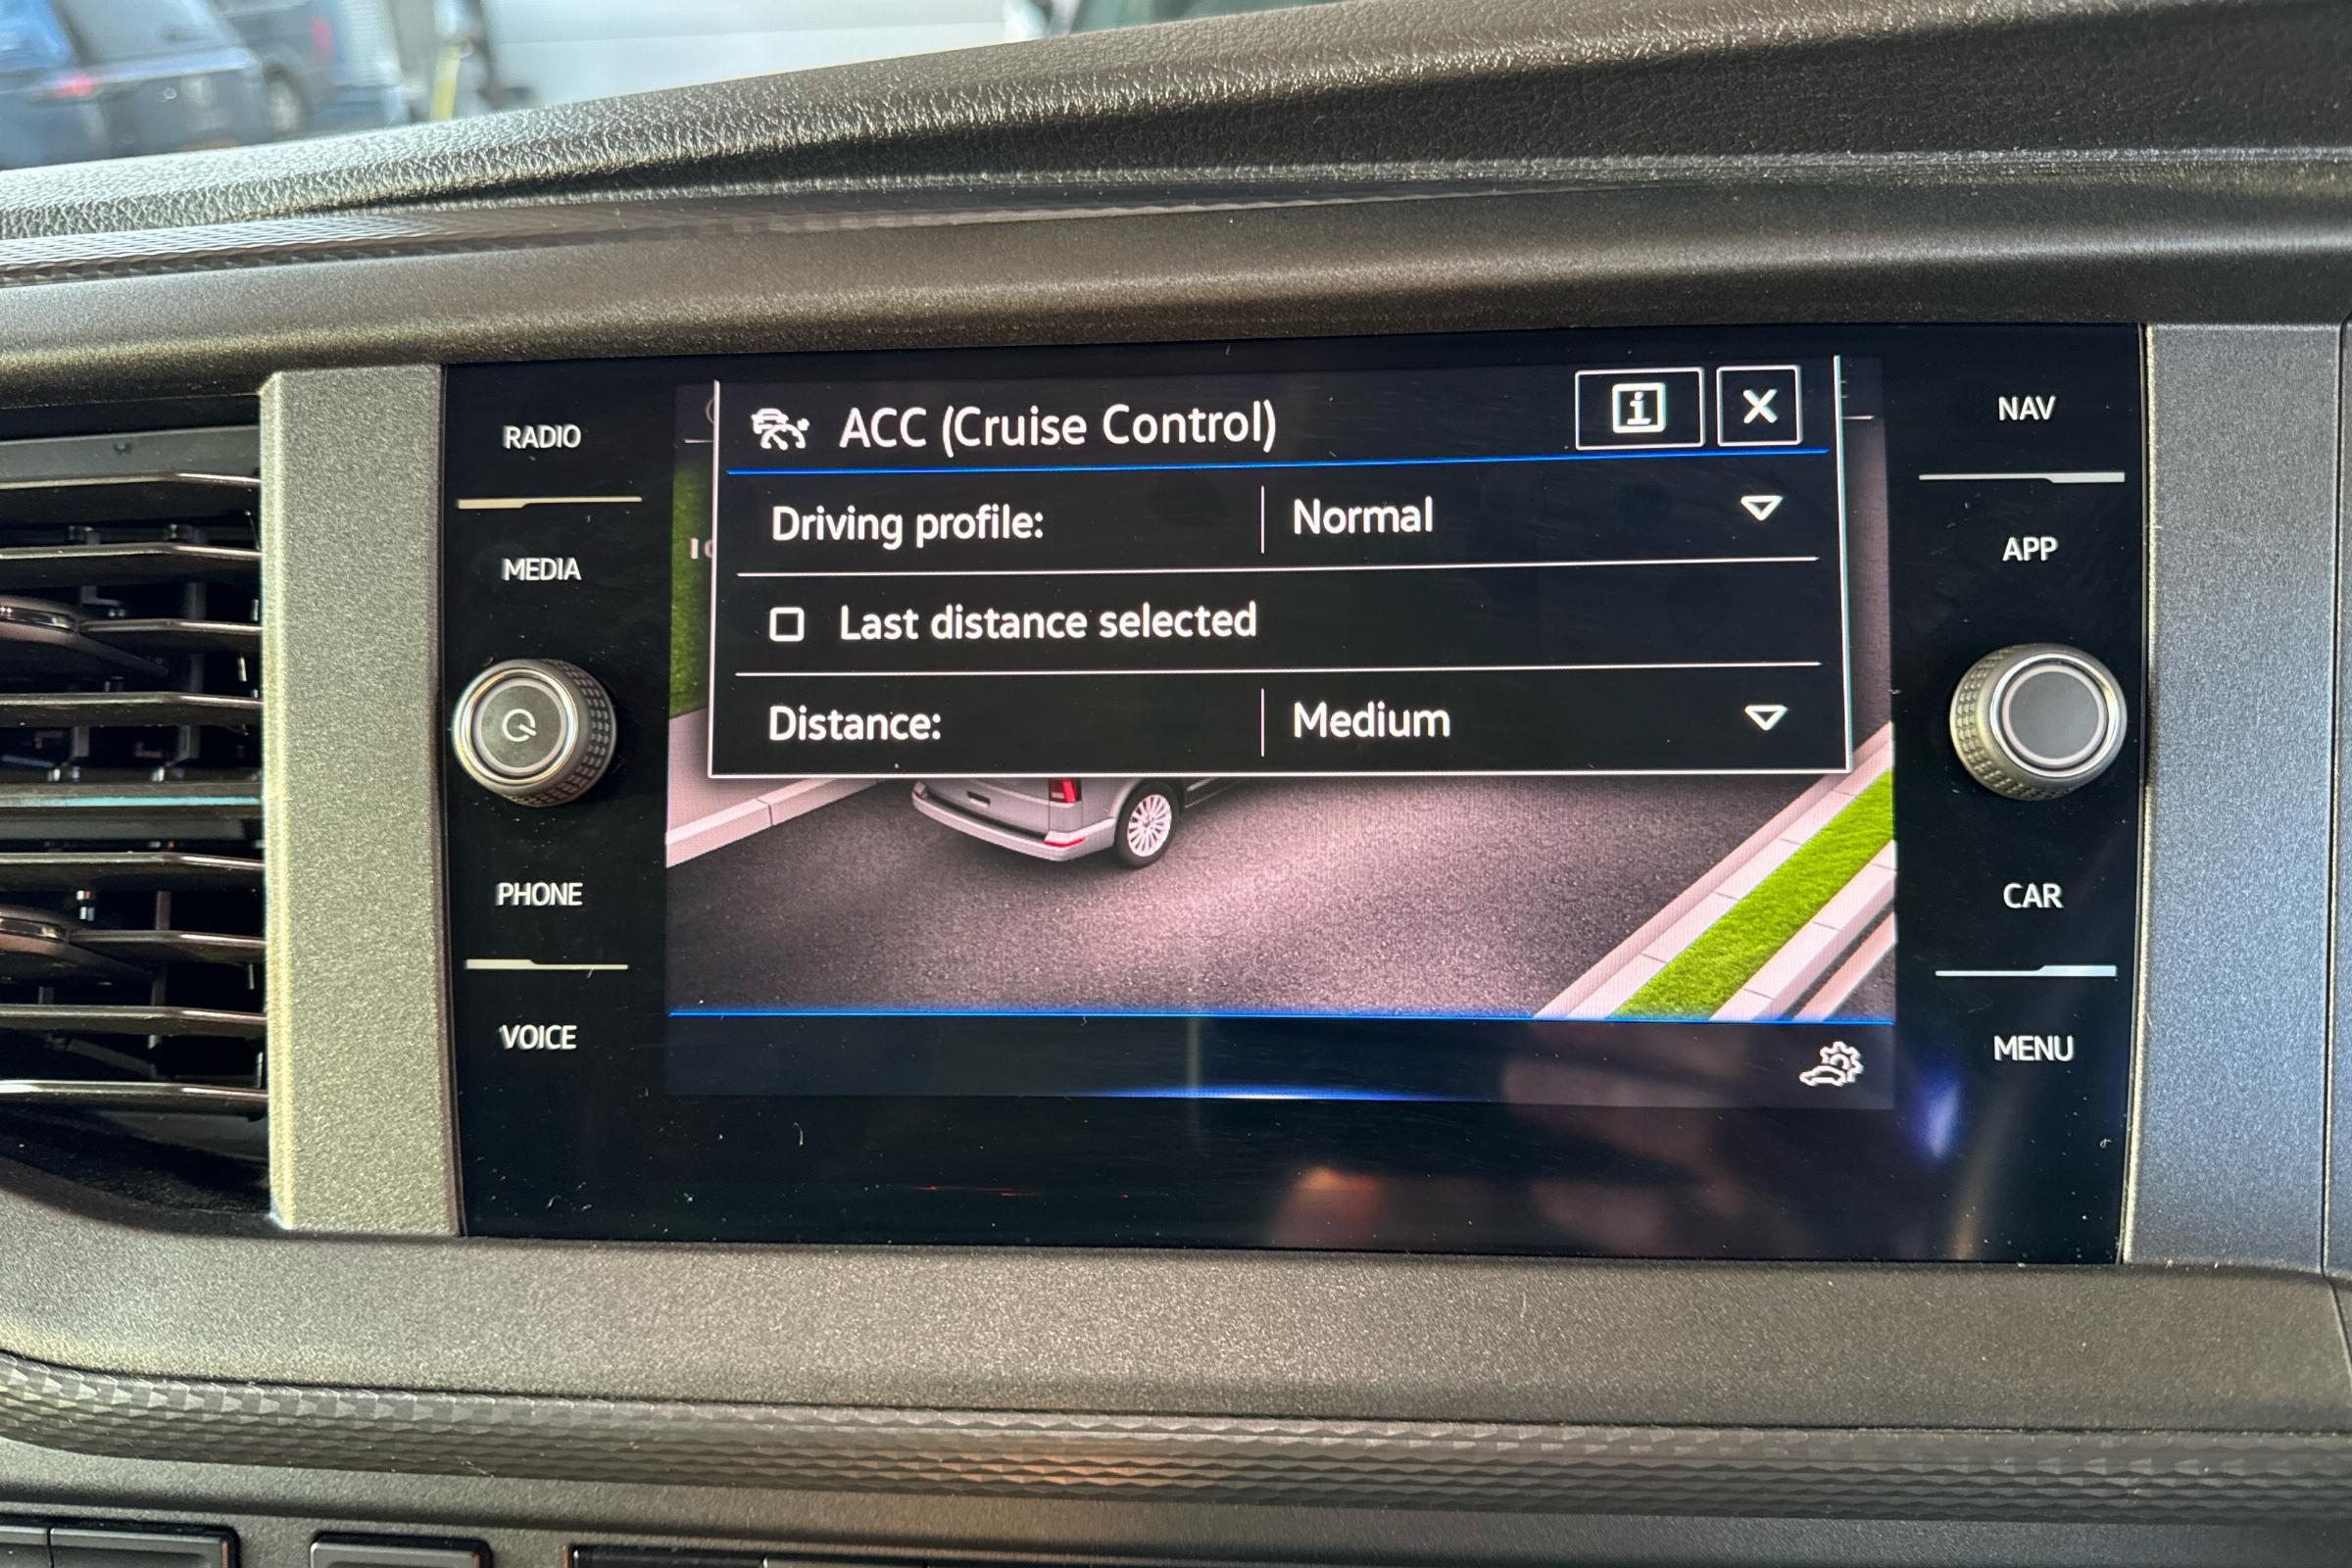 RADIO
MEDIA
PHONE
VOICE
ACC (Cruise Control)
i
X
Driving profile:
Normal
Last distance selected
Distance:
Medium
NAV
APP
CAR
MENU